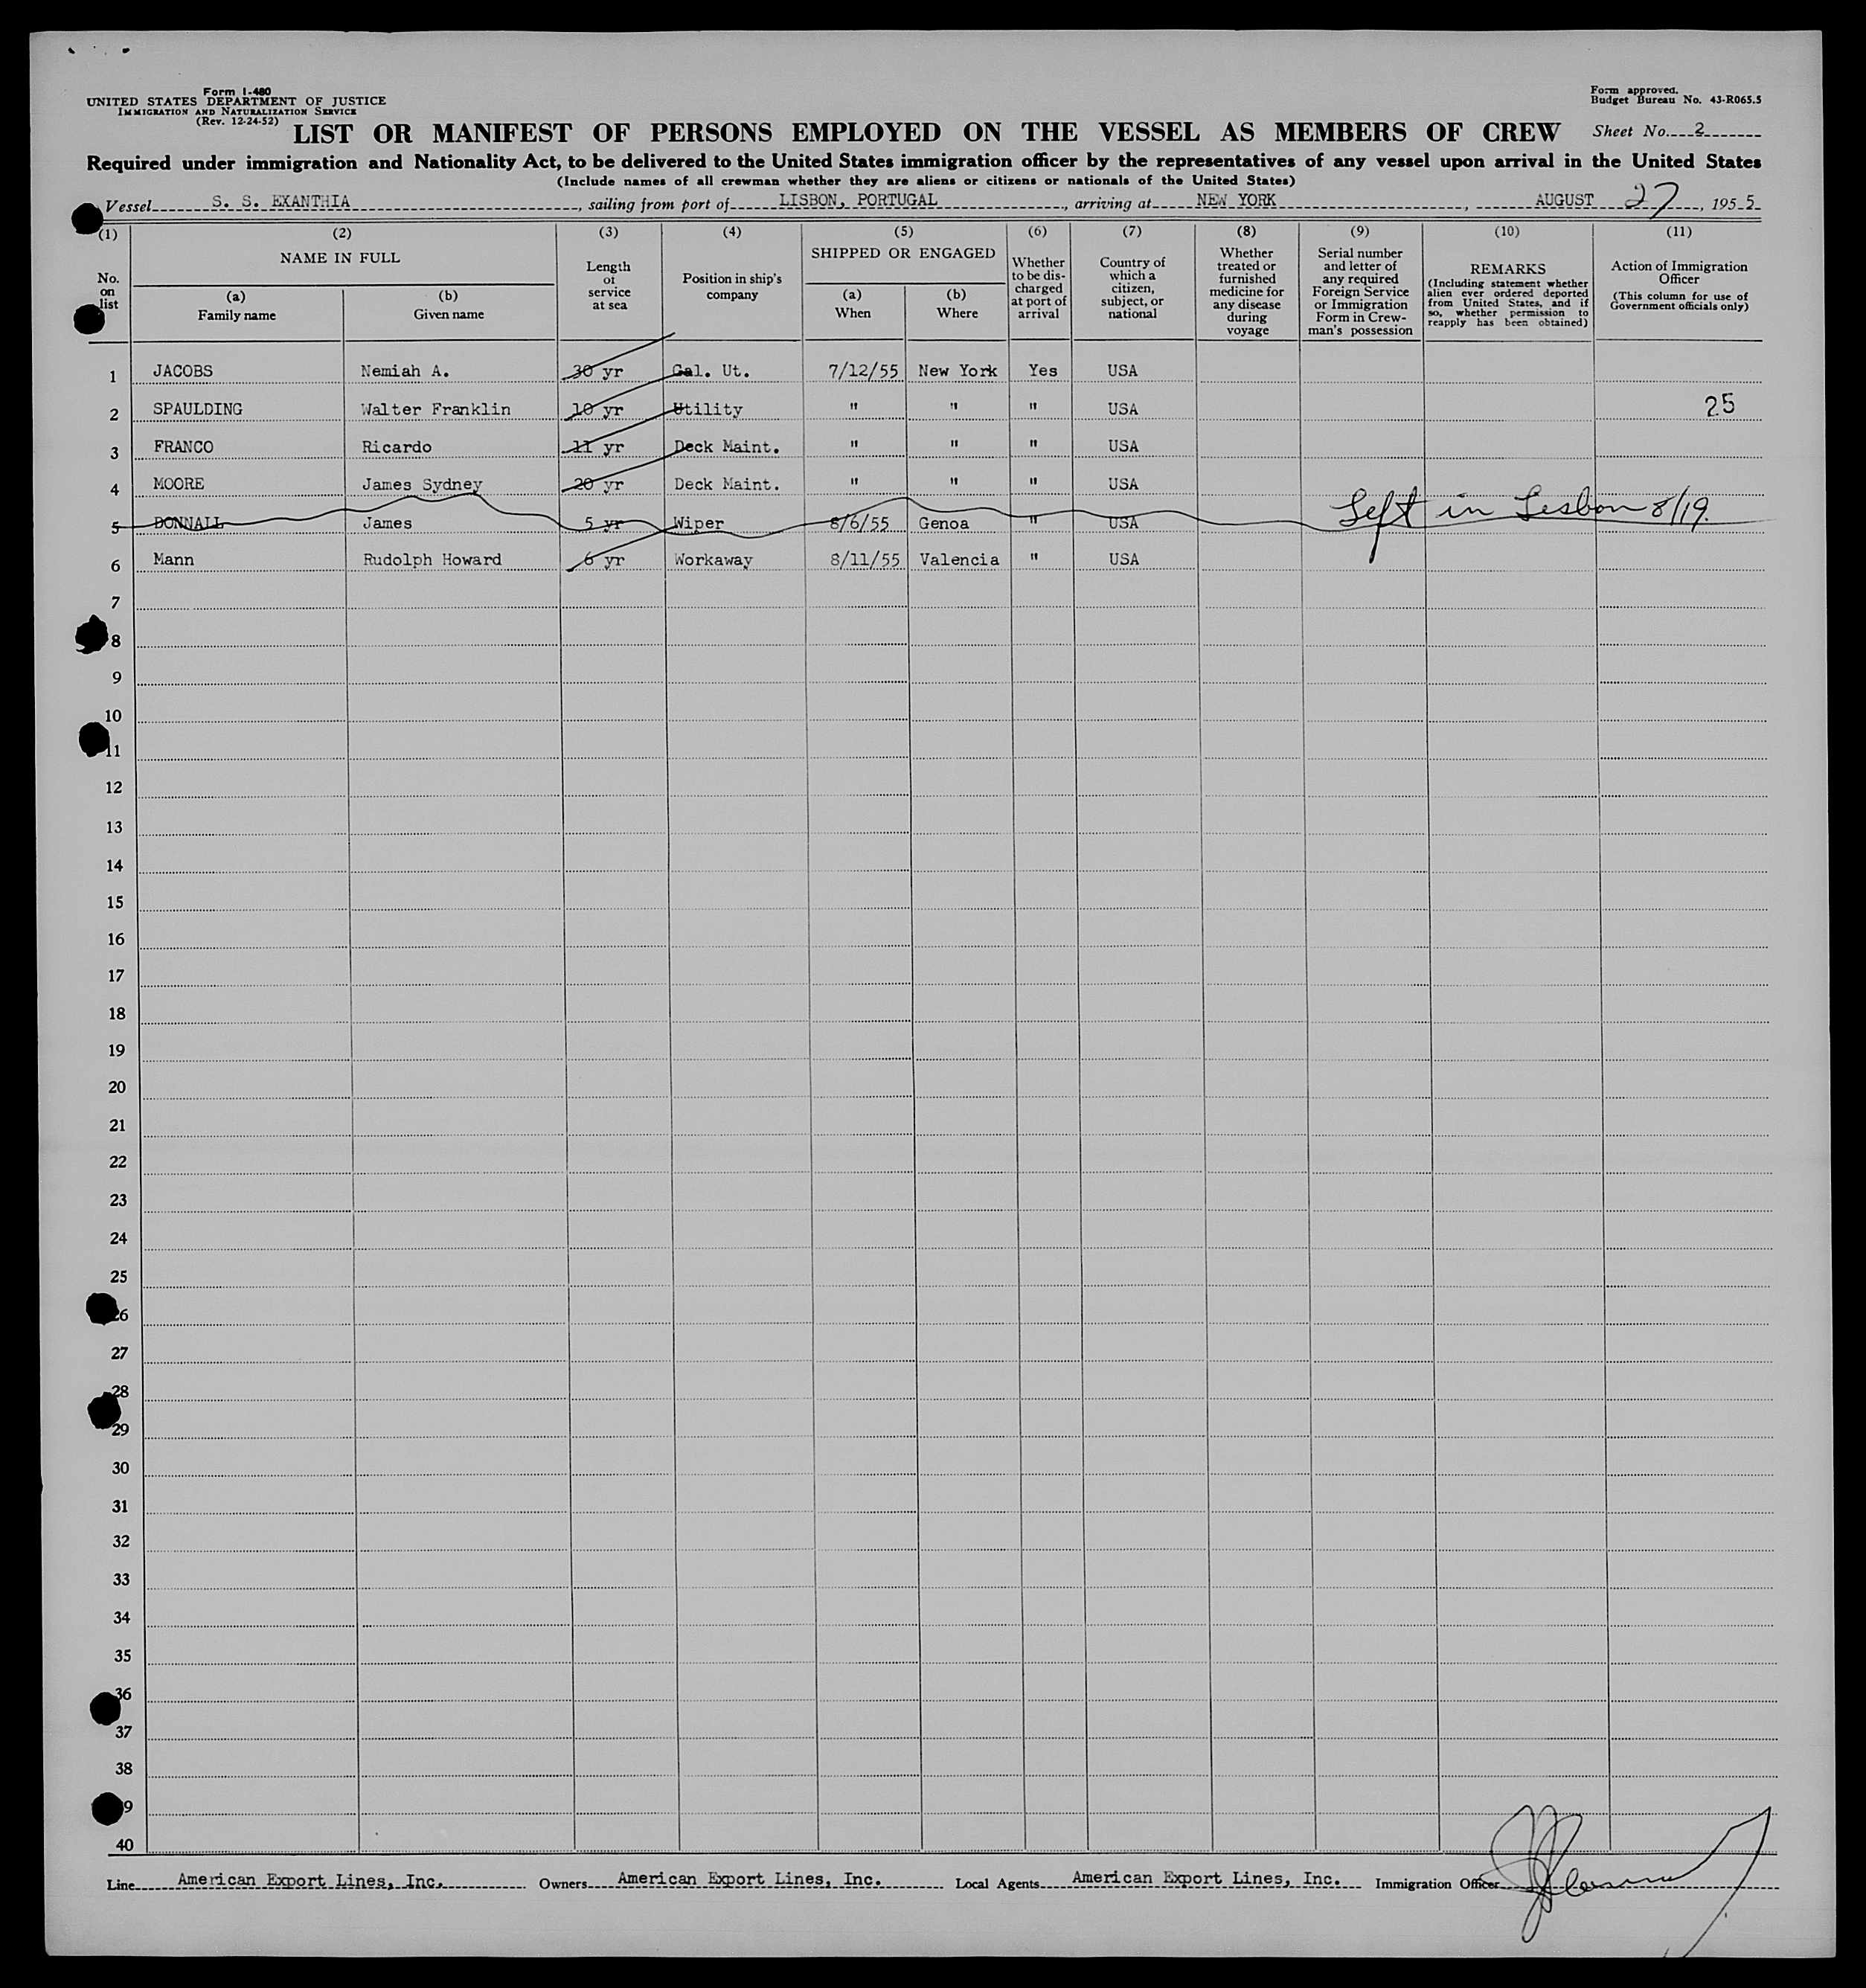 Form I-480
UNITED STATES DEPARTMENT OF JUSTICE
IMMIGRATION AND NATURALIZATION SERVICE
(Rev. 12-24-52)
Form approved.
Budget Bureau No. 43-R065.5
LIST OR MANIFEST OF PERSONS EMPLOYED ON THE VESSEL AS MEMBERS OF CREW Sheet No. 2
Required under immigration and Nationality Act, to be delivered to the United States immigration officer by the representatives of any vessel upon arrival in the United States
(Include names of all crewman whether they are aliens or citizens or nationals of the United States)
Vessel S. S. EXANTHIA, sailing from port of LISBON, PORTUGAL, arriving at NEW YORK, AUGUST 27, 1955
(1) (2) (3) (4) (5) (6) (7) (8) (9) (10) (11)
No. on list
NAME IN FULL
(a) Family name
(b) Given name
Length of service at sea
Position in ship's company
SHIPPED OR ENGAGED
(a) When
(b) Where
Whether to be discharged at port of arrival
Country of which a citizen, subject, or national
Whether treated or furnished medicine for any disease during voyage
Serial number and letter of any required Foreign Service or Immigration Form in Crewman's possession
REMARKS
(Including statement whether alien ever ordered deported from United States, and if so, whether permission to reapply has been obtained)
Action of Immigration Officer
(This column for use of Government officials only)
1 JACOBS Nemiah A. 30 yr Gal. Ut. 7/12/55 New York Yes USA
2 SPAULDING Walter Franklin 10 yr Utility " " " USA 25
3 FRANCO Ricardo 11 yr Deck Maint. " " " USA
4 MOORE James Sydney 20 yr Deck Maint. " " " USA
5 DONNALL James 5 yr Wiper 8/6/55 Genoa " USA Left in Lisbon 8/19.
6 Mann Rudolph Howard 6 yr Workaway 8/11/55 Valencia " USA
7
8
9
10
11
12
13
14
15
16
17
18
19
20
21
22
23
24
25
26
27
28
29
30
31
32
33
34
35
36
37
38
39
40
Line American Export Lines, Inc. Owners American Export Lines, Inc. Local Agents American Export Lines, Inc. Immigration Officer